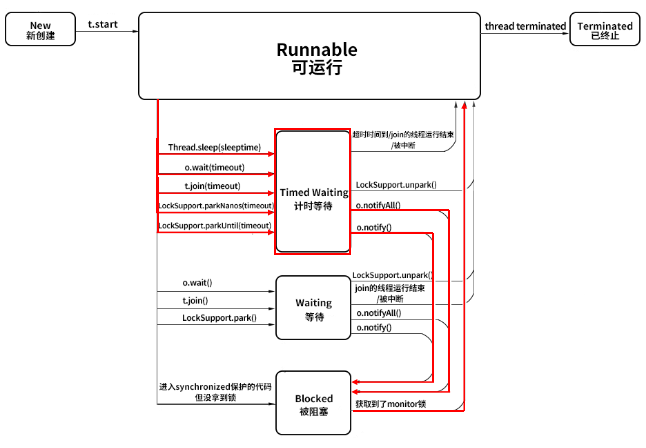 New
新创建
t.start
Runnable
可运行
thread terminated
Terminated
已终止
Thread.sleep(sleeptime)
o.wait(timeout)
t.join(timeout)
LockSupport.parkNanos(timeout)
LockSupport.parkUntil(timeout)
Timed Waiting
计时等待
超时时间到/join的线程运行结束
/被中断
LockSupport.unpark()
o.notifyAll()
o.notify()
o.wait()
t.join()
LockSupport.park()
Waiting
等待
LockSupport.unpark()
join的线程运行结束
/被中断
o.notifyAll()
o.notify()
进入synchronized保护的代码
但没拿到锁
Blocked
被阻塞
获取到了monitor锁